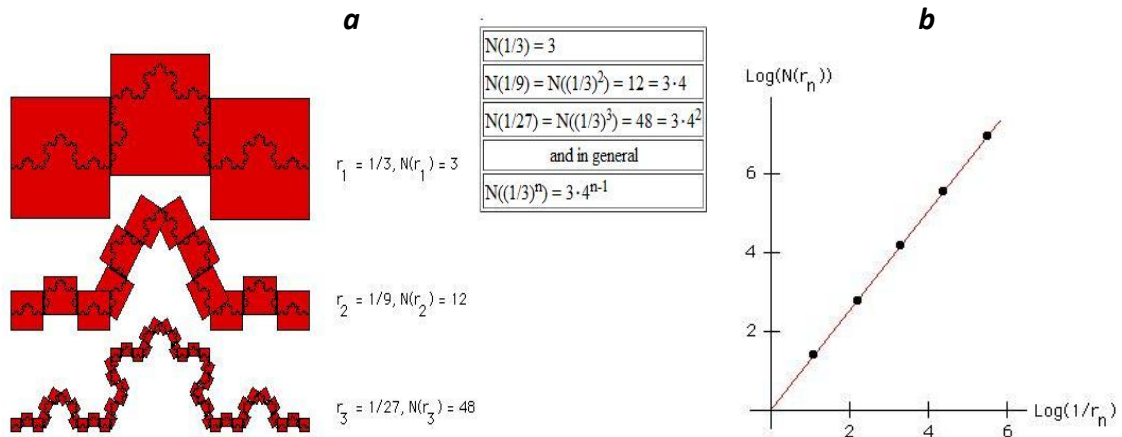 a
b
N(1/3) = 3
N(1/9) = N((1/3)²) = 12 = 3·4
N(1/27) = N((1/3)³) = 48 = 3·4²
and in general
N((1/3)ⁿ) = 3·4ⁿ⁻¹
r₁ = 1/3, N(r₁) = 3
r₂ = 1/9, N(r₂) = 12
r₃ = 1/27, N(r₃) = 48
Log(N(rₙ))
6
4
2
2
4
6
Log(1/rₙ)